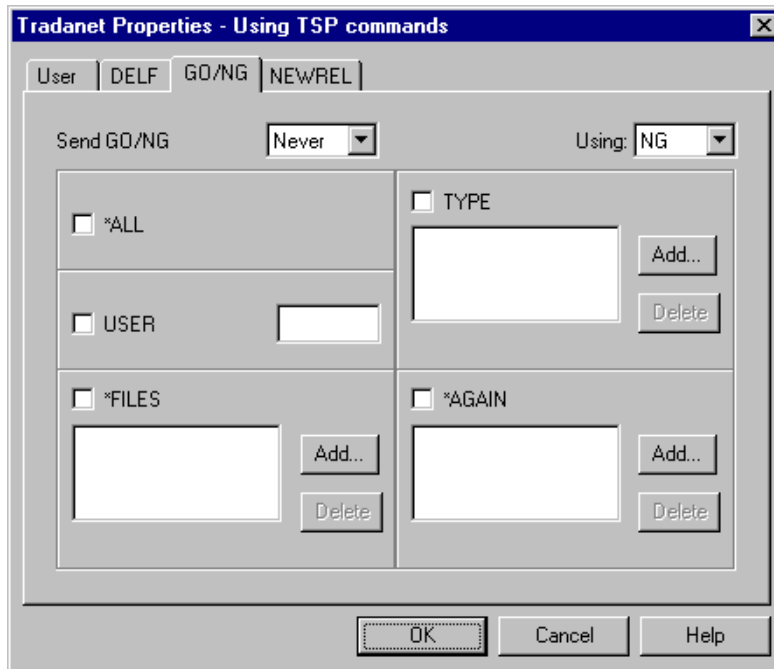 Tradanet Properties - Using TSP commands
User DELF GO/NG NEWREL
Send GO/NG Never Using: NG
*ALL
TYPE
Add...
Delete
USER
*FILES
Add...
Delete
*AGAIN
Add...
Delete
OK Cancel Help